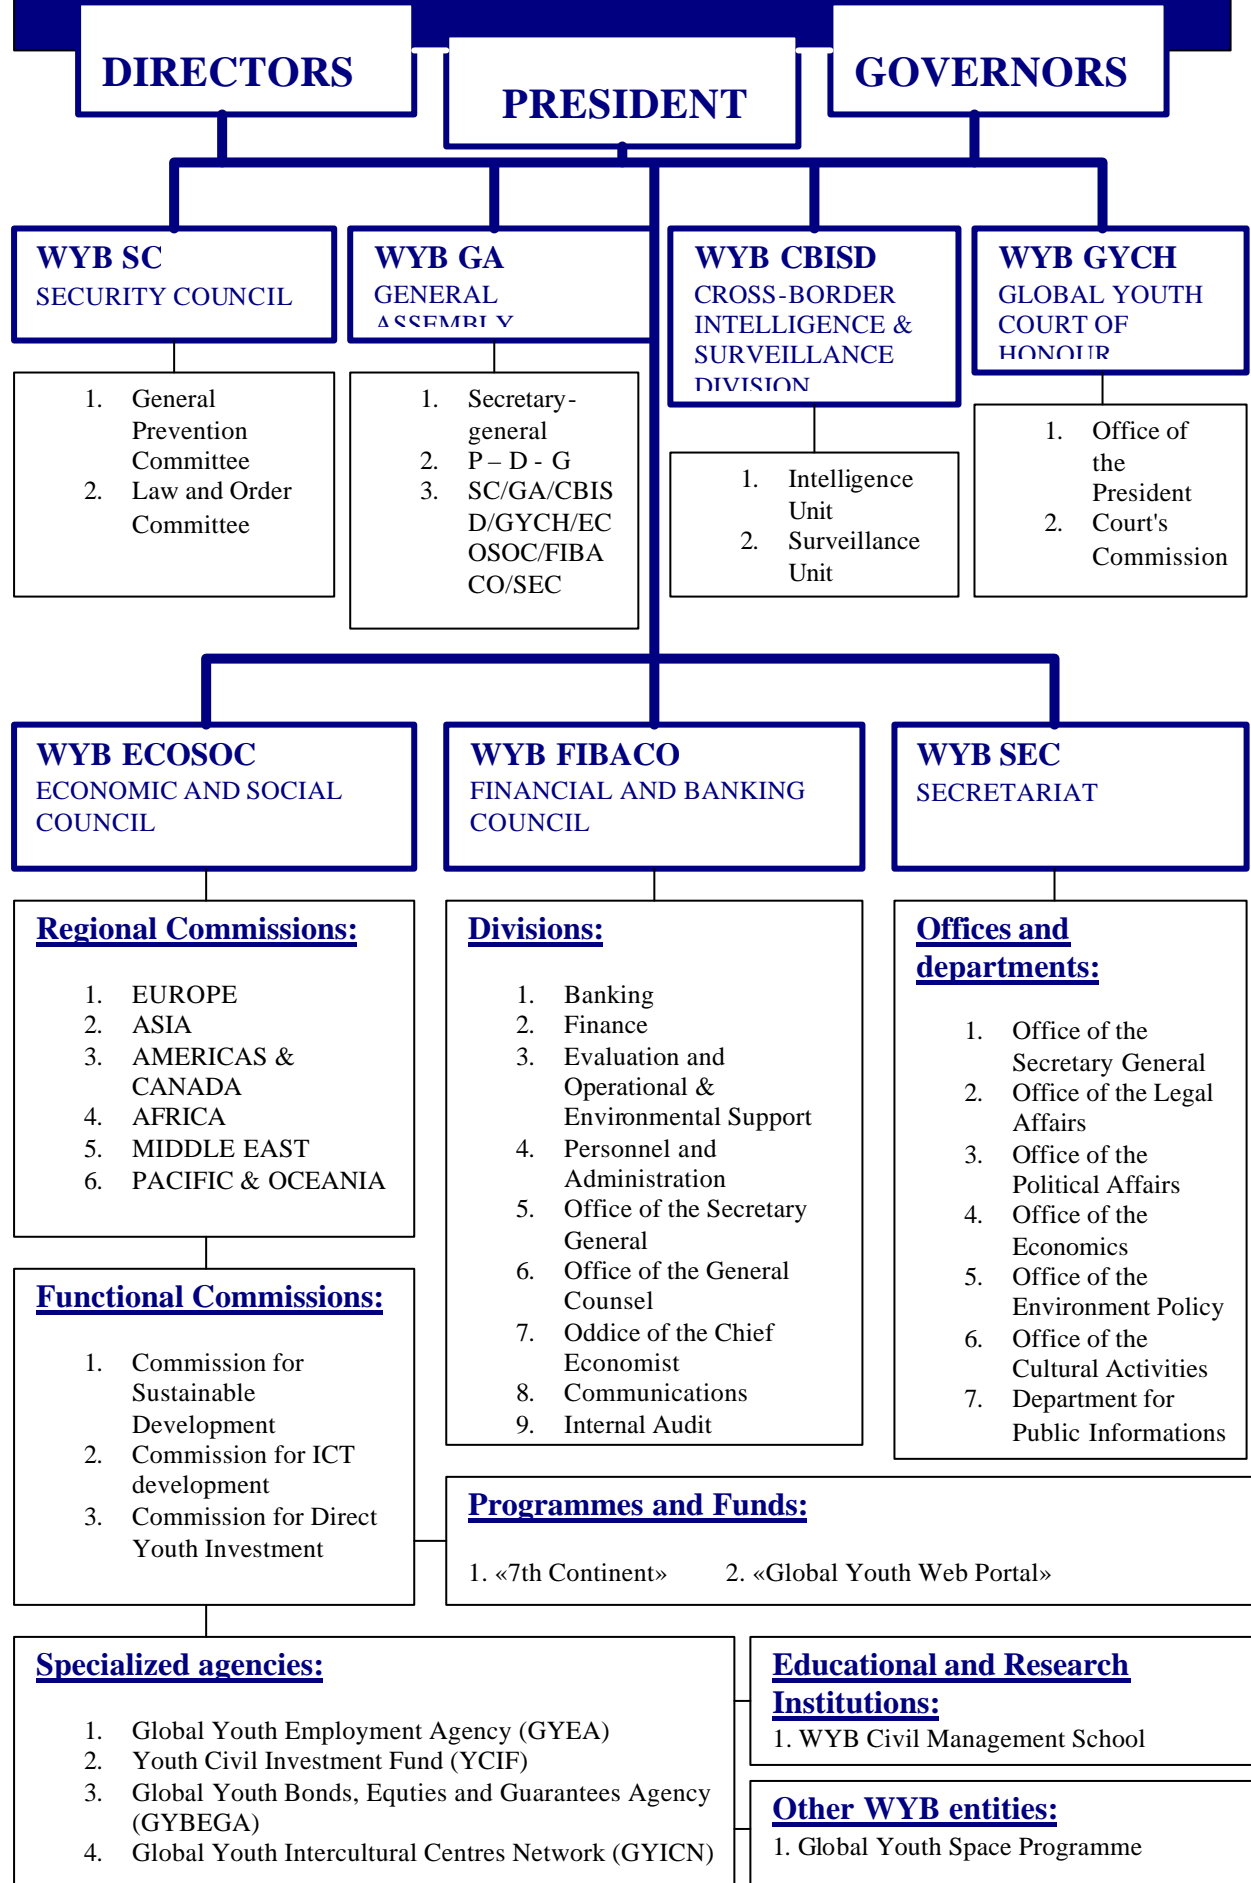 DIRECTORS
PRESIDENT
GOVERNORS
WYB SC
SECURITY COUNCIL
WYB GA
GENERAL
ASSEMBLY
WYB CBISD
CROSS-BORDER
INTELLIGENCE &
SURVEILLANCE
DIVISION
WYB GYCH
GLOBAL YOUTH
COURT OF
HONOUR
1. General
Prevention
Committee
2. Law and Order
Committee
1. Secretary-
general
2. P – D - G
3. SC/GA/CBIS
D/GYCH/EC
OSOC/FIBA
CO/SEC
1. Intelligence
Unit
2. Surveillance
Unit
1. Office of
the
President
2. Court's
Commission
WYB ECOSOC
ECONOMIC AND SOCIAL
COUNCIL
WYB FIBACO
FINANCIAL AND BANKING
COUNCIL
WYB SEC
SECRETARIAT
Regional Commissions:
1. EUROPE
2. ASIA
3. AMERICAS &
CANADA
4. AFRICA
5. MIDDLE EAST
6. PACIFIC & OCEANIA
Functional Commissions:
1. Commission for
Sustainable
Development
2. Commission for ICT
development
3. Commission for Direct
Youth Investment
Divisions:
1. Banking
2. Finance
3. Evaluation and
Operational &
Environmental Support
4. Personnel and
Administration
5. Office of the Secretary
General
6. Office of the General
Counsel
7. Oddice of the Chief
Economist
8. Communications
9. Internal Audit
Offices and
departments:
1. Office of the
Secretary General
2. Office of the Legal
Affairs
3. Office of the
Political Affairs
4. Office of the
Economics
5. Office of the
Environment Policy
6. Office of the
Cultural Activities
7. Department for
Public Informations
Programmes and Funds:
1. «7th Continent» 2. «Global Youth Web Portal»
Specialized agencies:
1. Global Youth Employment Agency (GYEA)
2. Youth Civil Investment Fund (YCIF)
3. Global Youth Bonds, Equties and Guarantees Agency
(GYBEGA)
4. Global Youth Intercultural Centres Network (GYICN)
Educational and Research
Institutions:
1. WYB Civil Management School
Other WYB entities:
1. Global Youth Space Programme